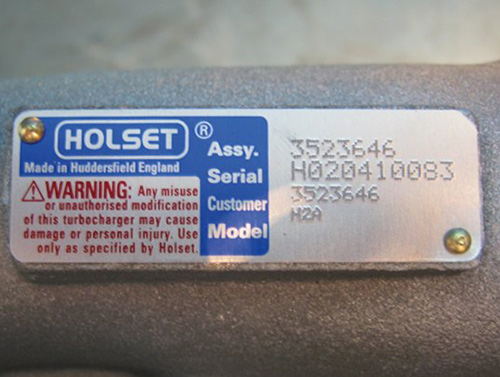 HOLSET ®
Made in Huddersfield England
WARNING: Any misuse
or unauthorised modification
of this turbocharger may cause
damage or personal injury. Use
only as specified by Holset.
Assy. 3523646
Serial H020410083
Customer 3523646
Model H2A